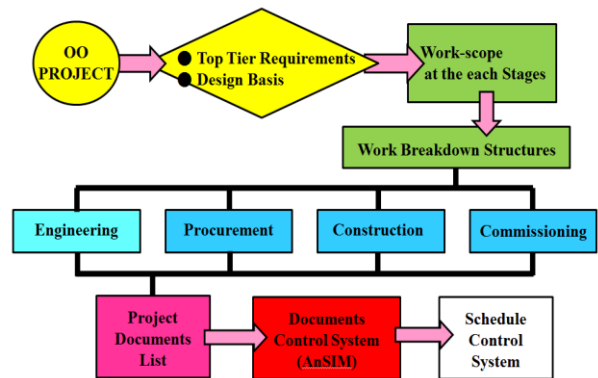 OO
PROJECT
● Top Tier Requirements
● Design Basis
Work-scope
at the each Stages
Work Breakdown Structures
Engineering
Procurement
Construction
Commissioning
Project
Documents
List
Documents
Control System
(AnSIM)
Schedule
Control
System